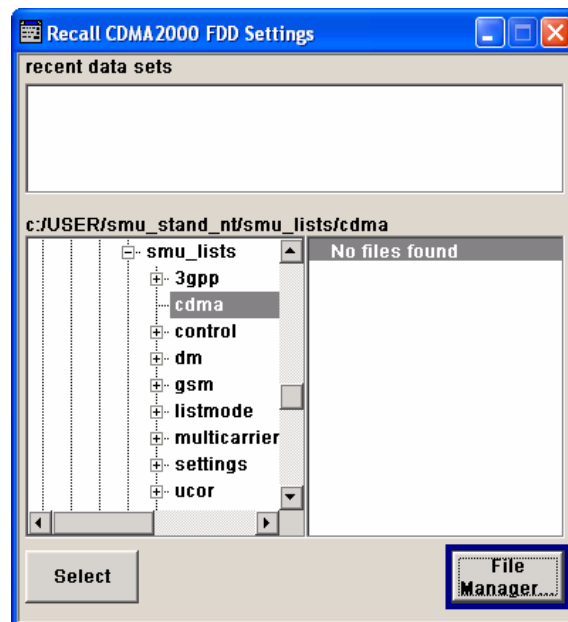 Recall CDMA2000 FDD Settings
recent data sets
c:/USER/smu_stand_nt/smu_lists/cdma
smu_lists
No files found
3gpp
cdma
control
dm
gsm
listmode
multicarrier
settings
ucor
Select
File
Manager...